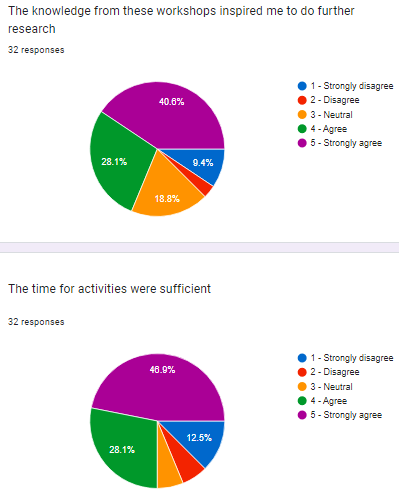 The knowledge from these workshops inspired me to do further
research
32 responses
40.6%
28.1%
9.4%
18.8%
1 - Strongly disagree
2 - Disagree
3 - Neutral
4 - Agree
5 - Strongly agree
The time for activities were sufficient
32 responses
46.9%
12.5%
28.1%
1 - Strongly disagree
2 - Disagree
3 - Neutral
4 - Agree
5 - Strongly agree